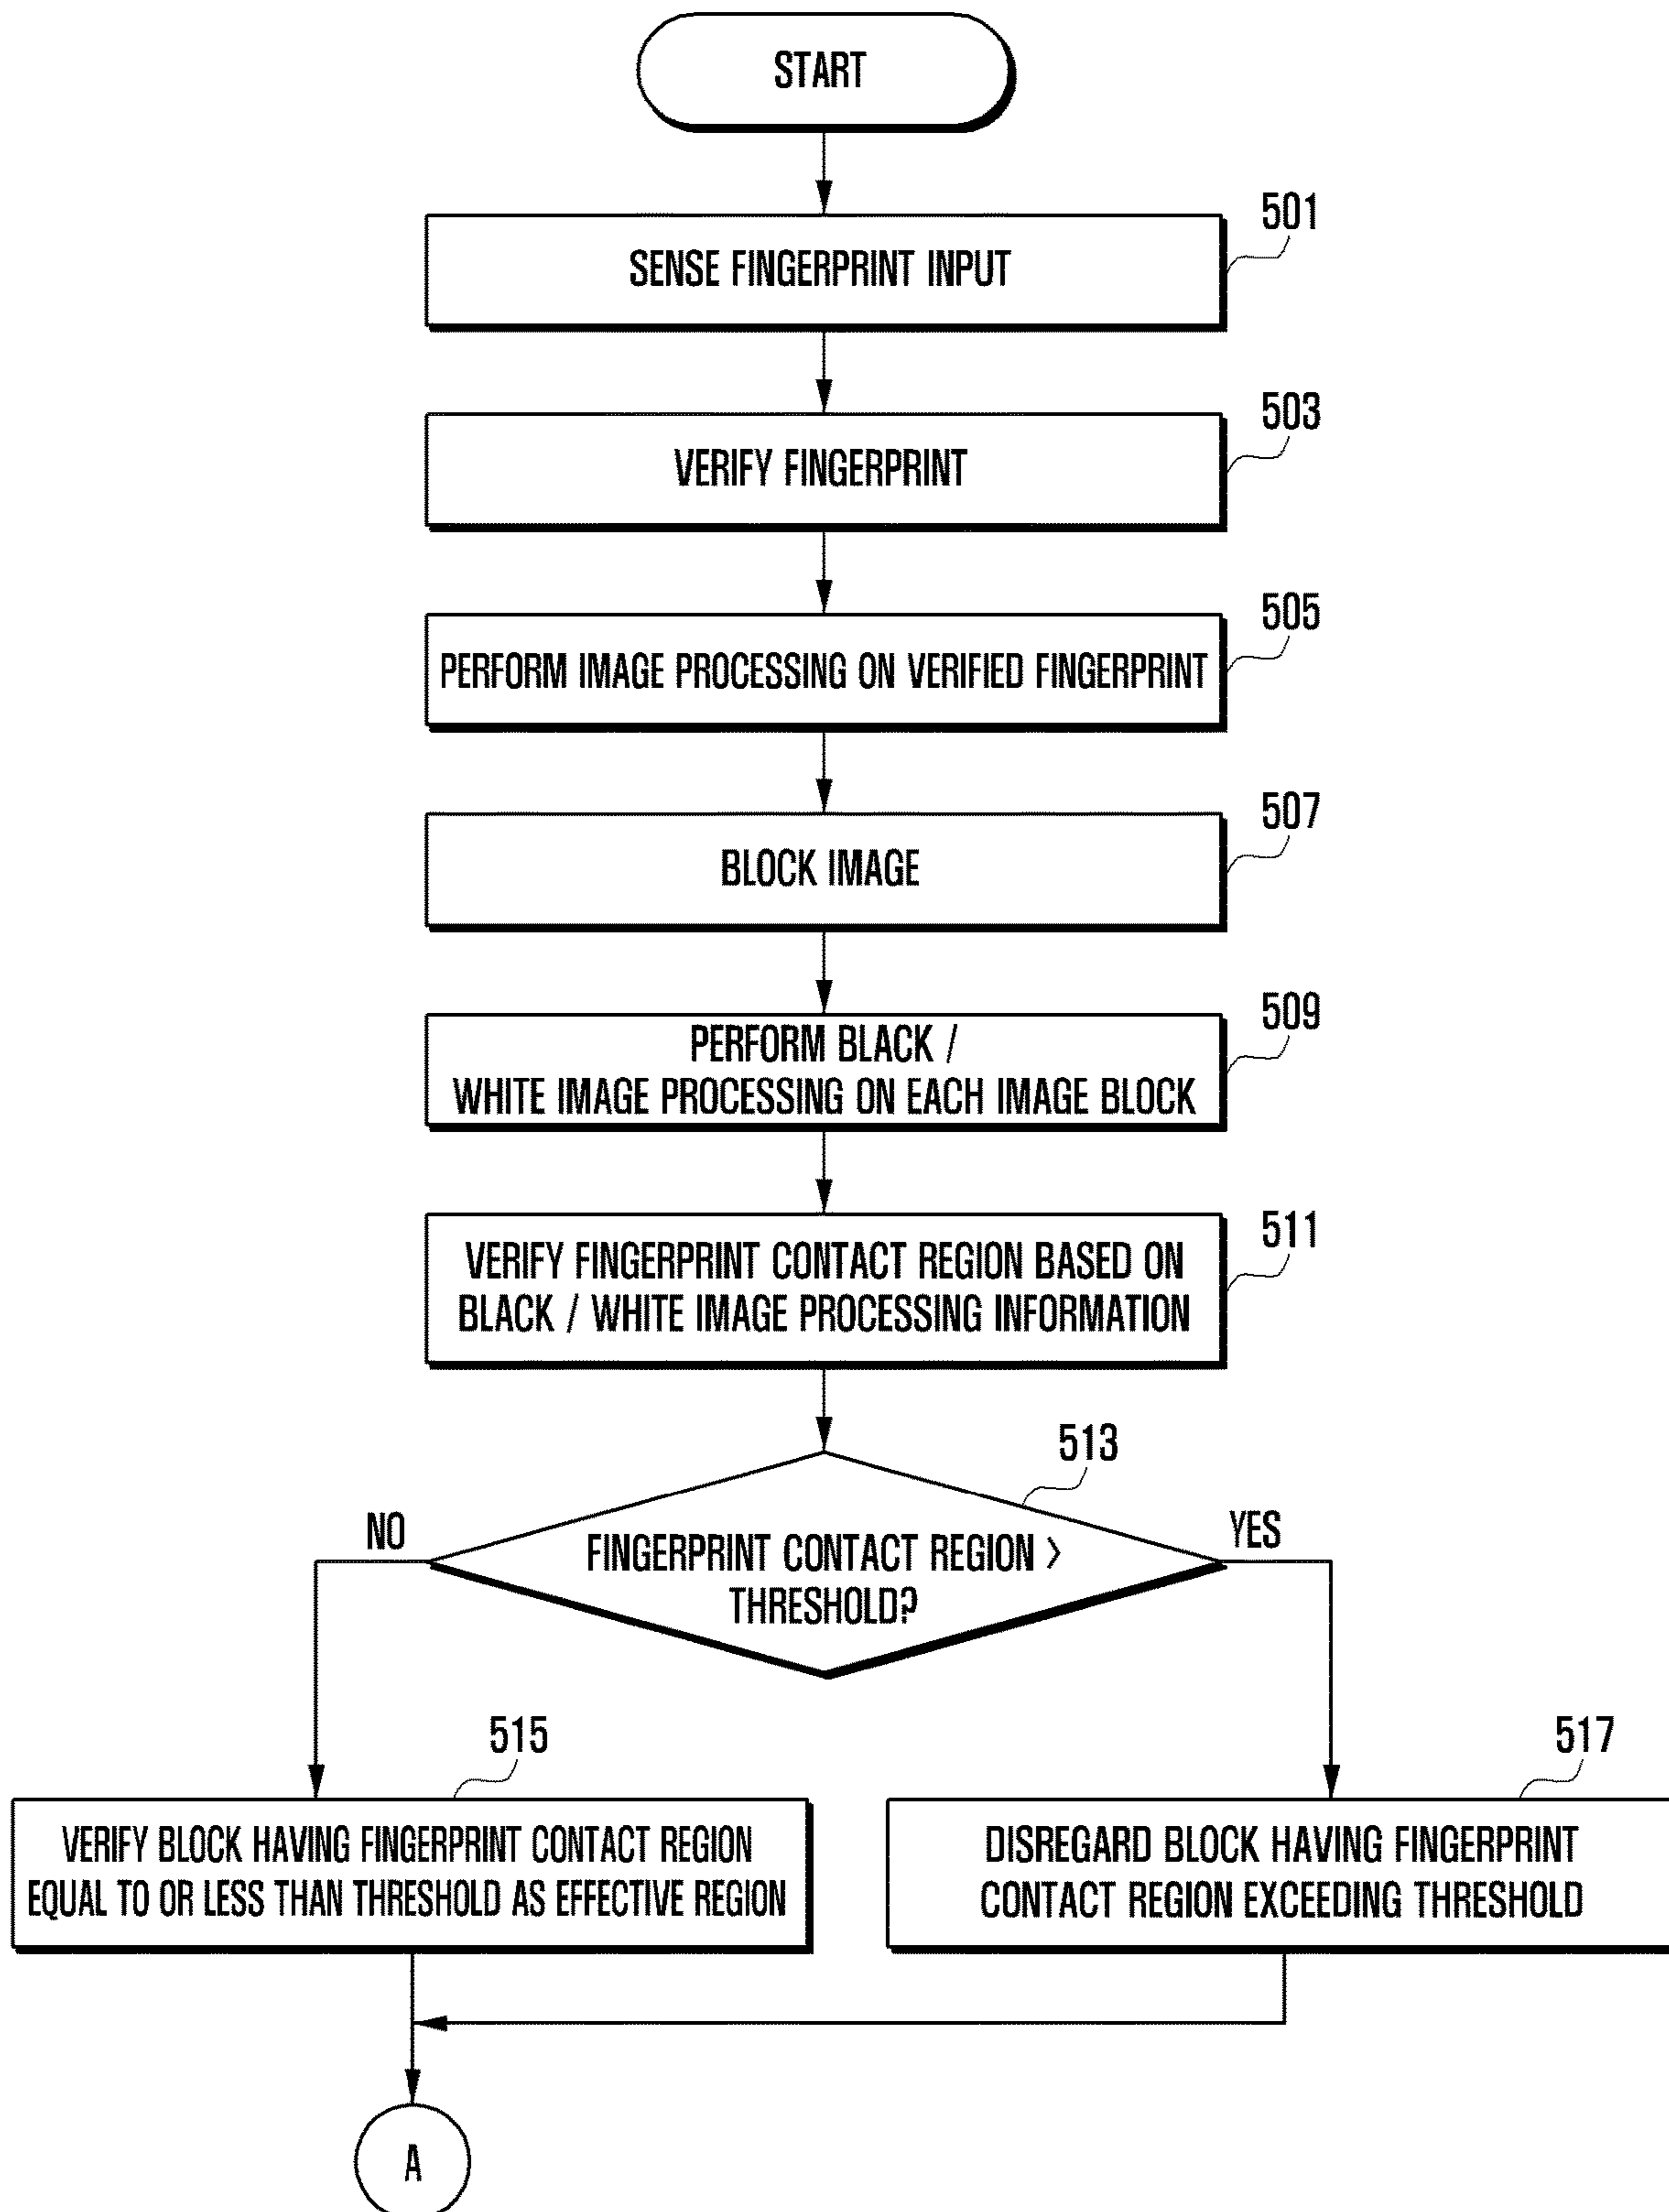 START
501
SENSE FINGERPRINT INPUT
503
VERIFY FINGERPRINT
505
PERFORM IMAGE PROCESSING ON VERIFIED FINGERPRINT
507
BLOCK IMAGE
509
PERFORM BLACK /
WHITE IMAGE PROCESSING ON EACH IMAGE BLOCK
511
VERIFY FINGERPRINT CONTACT REGION BASED ON
BLACK / WHITE IMAGE PROCESSING INFORMATION
513
NO
YES
FINGERPRINT CONTACT REGION >
THRESHOLD?
515
VERIFY BLOCK HAVING FINGERPRINT CONTACT REGION
EQUAL TO OR LESS THAN THRESHOLD AS EFFECTIVE REGION
517
DISREGARD BLOCK HAVING FINGERPRINT
CONTACT REGION EXCEEDING THRESHOLD
A